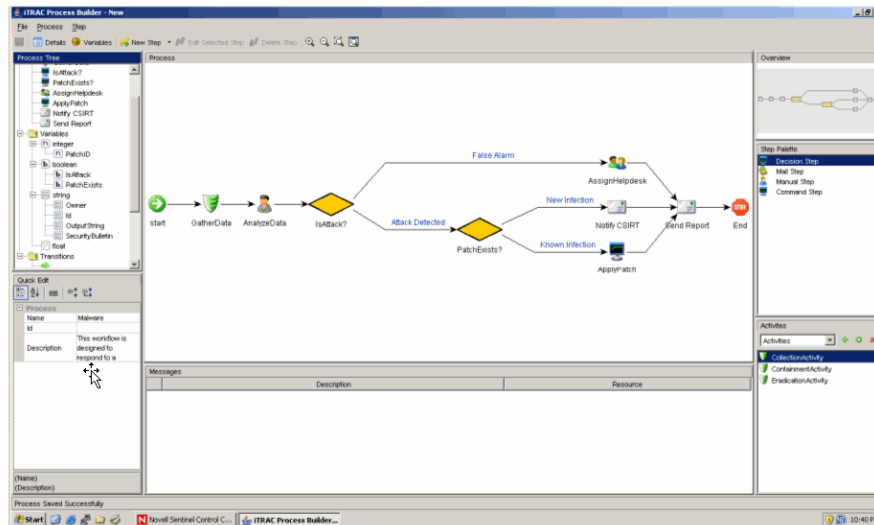 iTRAC Process Builder - New
File Process Step
Details Variables New Step Edit Selected Step Delete Step
Process Tree
IsAttack?
PatchExists?
AssignHelpdesk
ApplyPatch
Notify CSIRT
Send Report
Variables
integer
PatchID
boolean
IsAttack
PatchExists
string
Owner
Id
OutputString
SecurityBulletin
float
Transitions
Quick Edit
Process
Name Malware
Id
Description This workflow is
designed to
respond to a
(Name)
(Description)
Process
False Alarm
AssignHelpdesk
start
GatherData
AnalyzeData
IsAttack?
Attack Detected
PatchExists?
New Infection
Notify CSIRT
Known Infection
ApplyPatch
Send Report
STOP
End
Messages
Description Resource
Overview
Step Palette
Decision Step
Mail Step
Manual Step
Command Step
Activities
Activities
CollectionActivity
ContainmentActivity
EradicationActivity
Process Saved Successfully
Start Novell Sentinel Control C... iTRAC Process Builder... 10:40 P